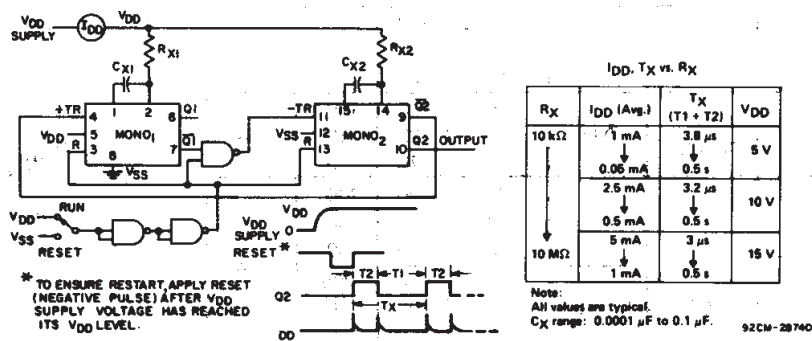 VDD SUPPLY
IDD
VDD
RX1
RX2
CX1
CX2
1 2
15 14
+TR 4
6 Q1
VDD 5
MONO1
R 3
7 Q̅1̅
8
VSS
-TR 11
9 Q̅2̅
VSS 12
MONO2
R 13
10 Q2
OUTPUT
VDD
RUN
VSS
RESET
VDD
VDD SUPPLY 0
RESET *
T2 T1 T2
Q2
TX
DD
* TO ENSURE RESTART, APPLY RESET
(NEGATIVE PULSE) AFTER VDD
SUPPLY VOLTAGE HAS REACHED
ITS VDD LEVEL.
IDD, TX vs. RX
RX IDD (Avg.) TX (T1 + T2) VDD
10 kΩ 1 mA 3.8 μs
5 V
0.05 mA 0.5 s
2.5 mA 3.2 μs
10 V
0.5 mA 0.5 s
5 mA 3 μs
15 V
10 MΩ 1 mA 0.5 s
Note:
All values are typical.
CX range: 0.0001 μF to 0.1 μF.
92CM-28740